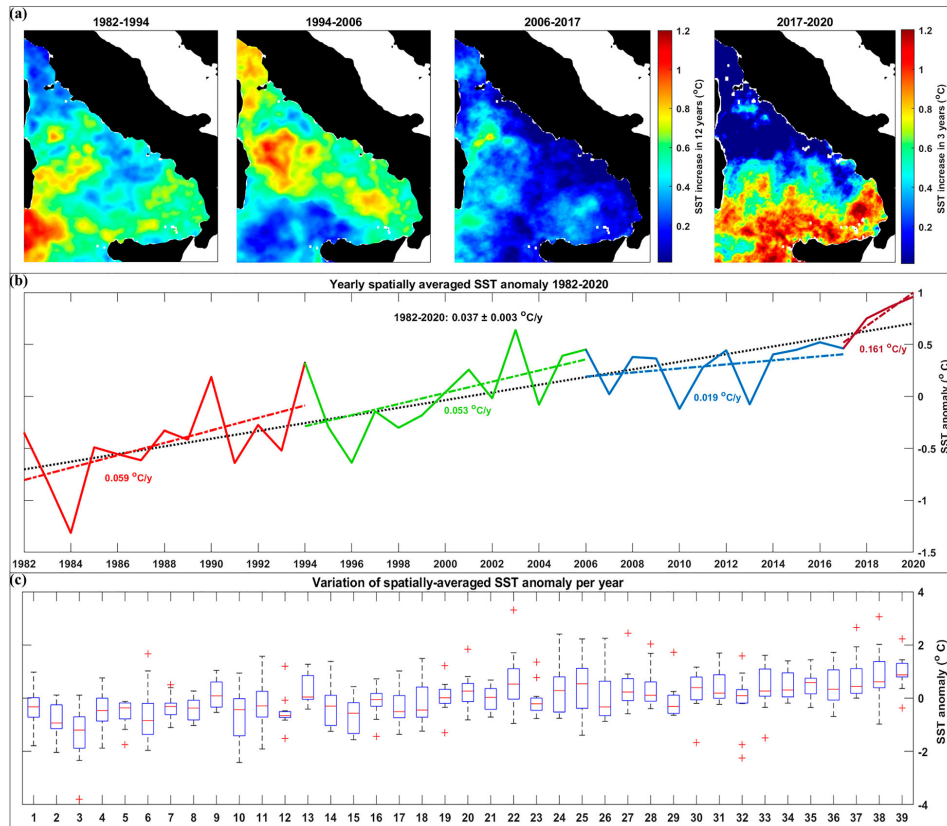 (a)
1982-1994 1994-2006 2006-2017 2017-2020
1.2 1 0.8 0.6 0.4 0.2
SST increase in 12 years (°C)
1.2 1 0.8 0.6 0.4 0.2
SST increase in 3 years (°C)
(b)
Yearly spatially averaged SST anomaly 1982-2020
1982-2020: 0.037 ± 0.003 °C/y
0.059 °C/y
0.053 °C/y
0.019 °C/y
0.161 °C/y
1 0.5 0 -0.5 -1 -1.5
SST anomaly (° C)
1982 1984 1986 1988 1990 1992 1994 1996 1998 2000 2002 2004 2006 2008 2010 2012 2014 2016 2018 2020
(c)
Variation of spatially-averaged SST anomaly per year
4 2 0 -2 -4
SST anomaly (° C)
1 2 3 4 5 6 7 8 9 10 11 12 13 14 15 16 17 18 19 20 21 22 23 24 25 26 27 28 29 30 31 32 33 34 35 36 37 38 39